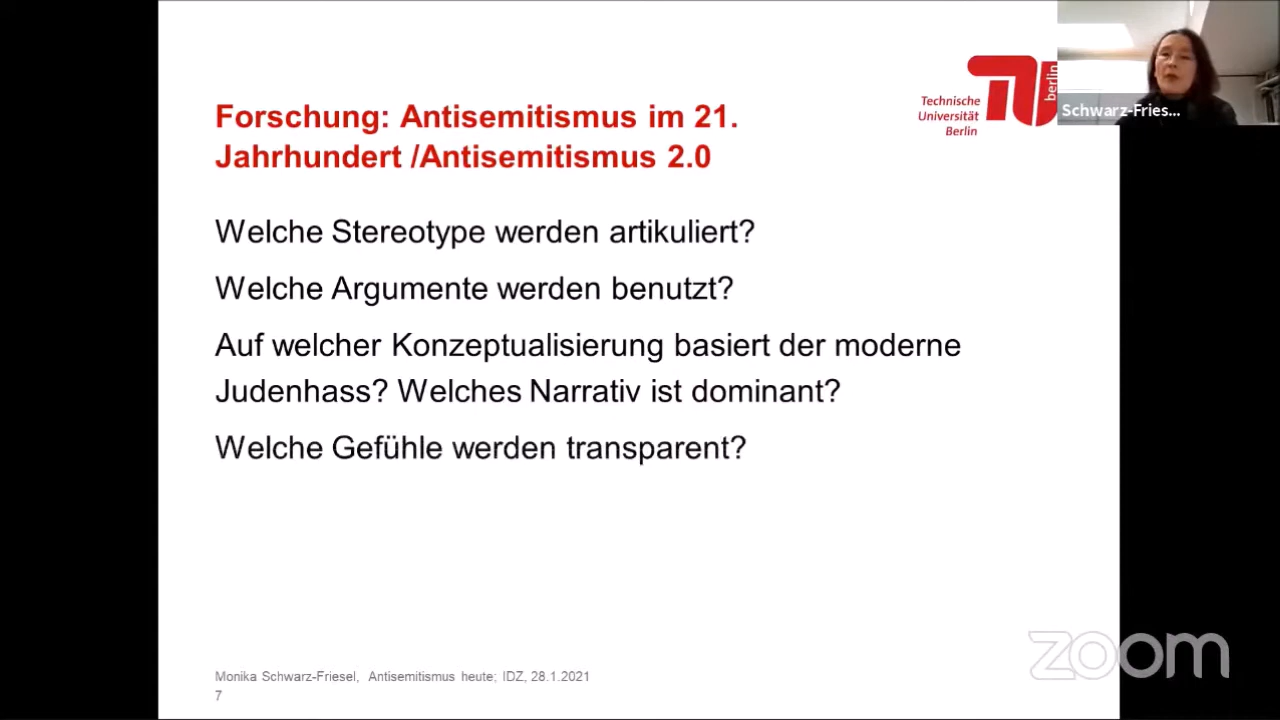 Forschung: Antisemitismus im 21.
Jahrhundert /Antisemitismus 2.0
Technische
Universität
Berlin
berlin
Schwarz-Fries...
Welche Stereotype werden artikuliert?
Welche Argumente werden benutzt?
Auf welcher Konzeptualisierung basiert der moderne
Judenhass? Welches Narrativ ist dominant?
Welche Gefühle werden transparent?
Monika Schwarz-Friesel, Antisemitismus heute; IDZ, 28.1.2021
7
zoom